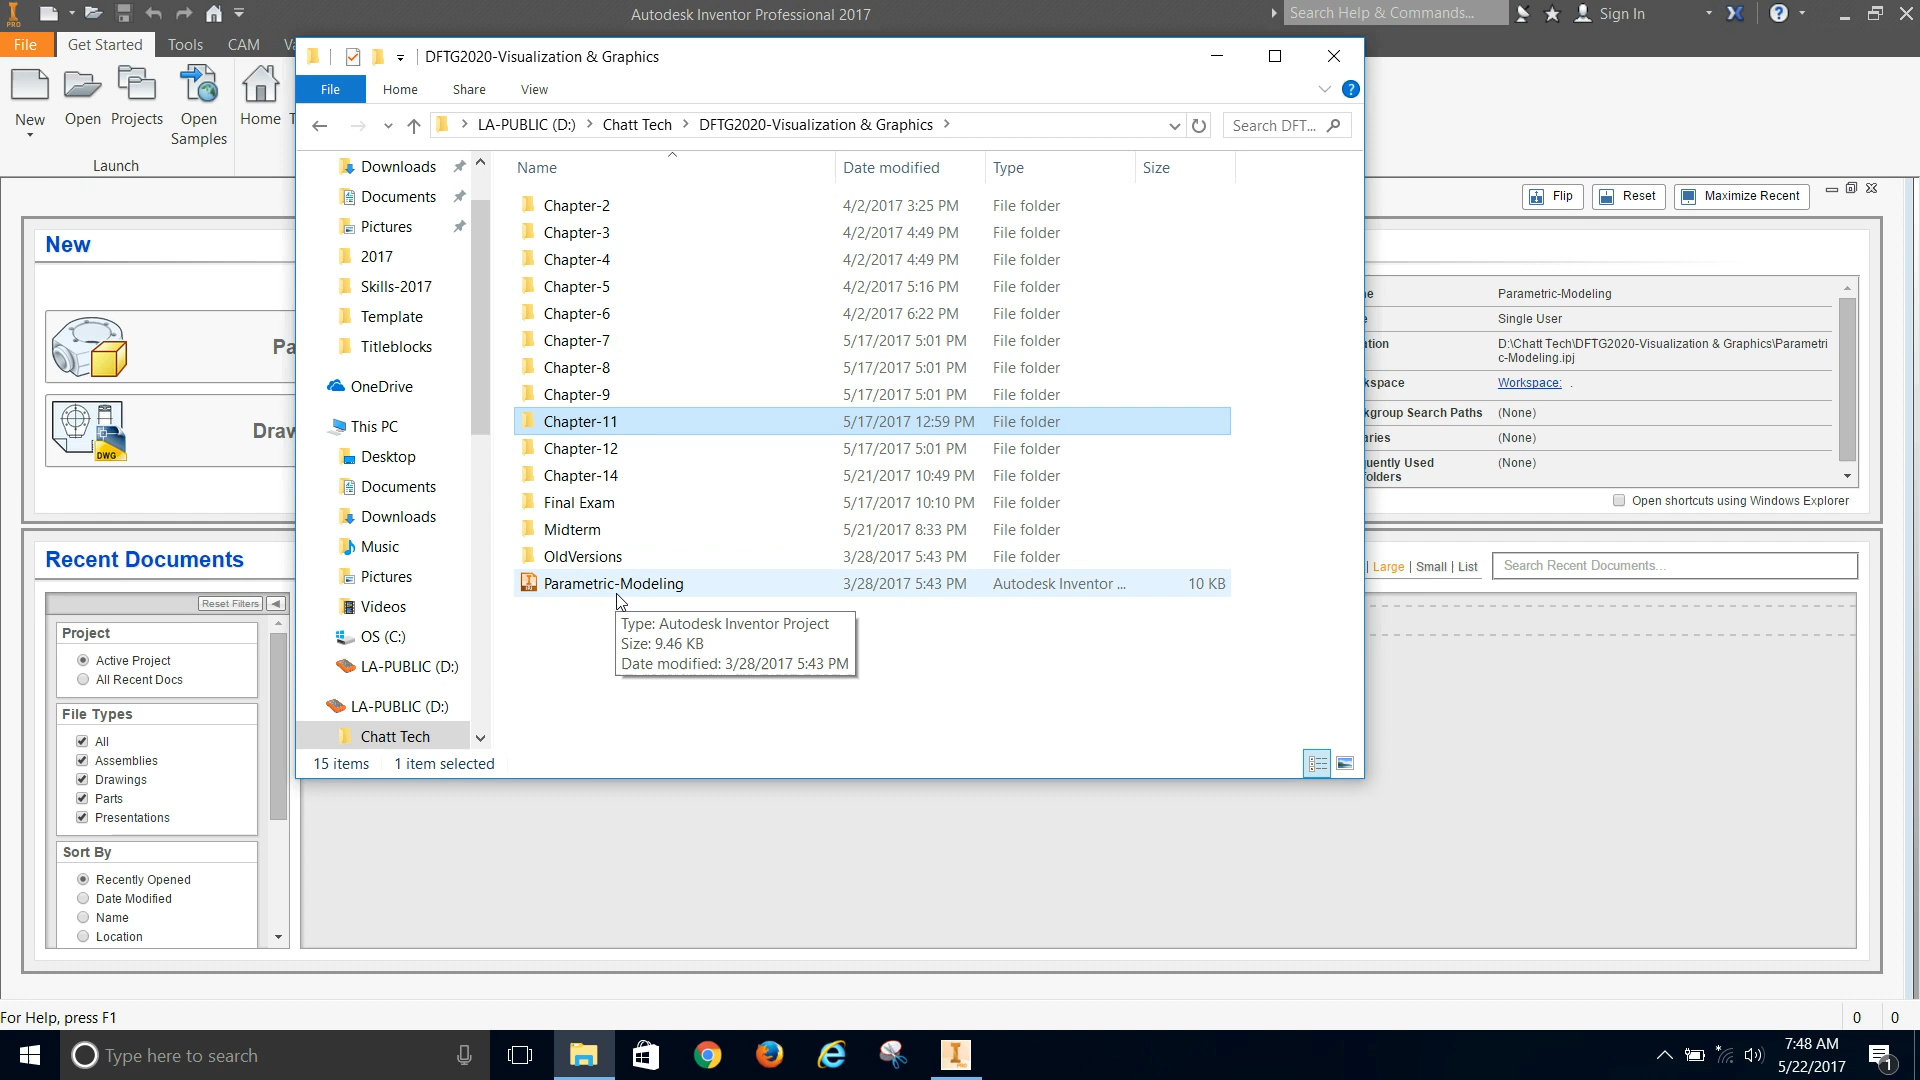 Autodesk Inventor Professional 2017
Search Help & Commands...
Sign In
PRO
File
Get Started
Tools
CAM
New
Open
Projects
Open Samples
Home
Launch
DFTG2020-Visualization & Graphics
File
Home
Share
View
LA-PUBLIC (D:)
Chatt Tech
DFTG2020-Visualization & Graphics
Search DFT...
Downloads
Documents
Pictures
2017
Skills-2017
Template
Titleblocks
OneDrive
This PC
Desktop
Documents
Downloads
Music
Pictures
Videos
OS (C:)
LA-PUBLIC (D:)
LA-PUBLIC (D:)
Chatt Tech
Name Date modified Type Size
Chapter-2 4/2/2017 3:25 PM File folder
Chapter-3 4/2/2017 4:49 PM File folder
Chapter-4 4/2/2017 4:49 PM File folder
Chapter-5 4/2/2017 5:16 PM File folder
Chapter-6 4/2/2017 6:22 PM File folder
Chapter-7 5/17/2017 5:01 PM File folder
Chapter-8 5/17/2017 5:01 PM File folder
Chapter-9 5/17/2017 5:01 PM File folder
Chapter-11 5/17/2017 12:59 PM File folder
Chapter-12 5/17/2017 5:01 PM File folder
Chapter-14 5/21/2017 10:49 PM File folder
Final Exam 5/17/2017 10:10 PM File folder
Midterm 5/21/2017 8:33 PM File folder
OldVersions 3/28/2017 5:43 PM File folder
Parametric-Modeling 3/28/2017 5:43 PM Autodesk Inventor ... 10 KB
Type: Autodesk Inventor Project
Size: 9.46 KB
Date modified: 3/28/2017 5:43 PM
15 items 1 item selected
Flip
Reset
Maximize Recent
New
Pa
Draw
DWG
Parametric-Modeling
Single User
ation D:\Chatt Tech\DFTG2020-Visualization & Graphics\Parametri
c-Modeling.ipj
kspace Workspace: .
kgroup Search Paths (None)
aries (None)
uently Used (None)
folders
Open shortcuts using Windows Explorer
Recent Documents
Large | Small | List
Search Recent Documents...
Reset Filters
Project
Active Project
All Recent Docs
File Types
All
Assemblies
Drawings
Parts
Presentations
Sort By
Recently Opened
Date Modified
Name
Location
For Help, press F1
0 0
Type here to search
7:48 AM
5/22/2017
1